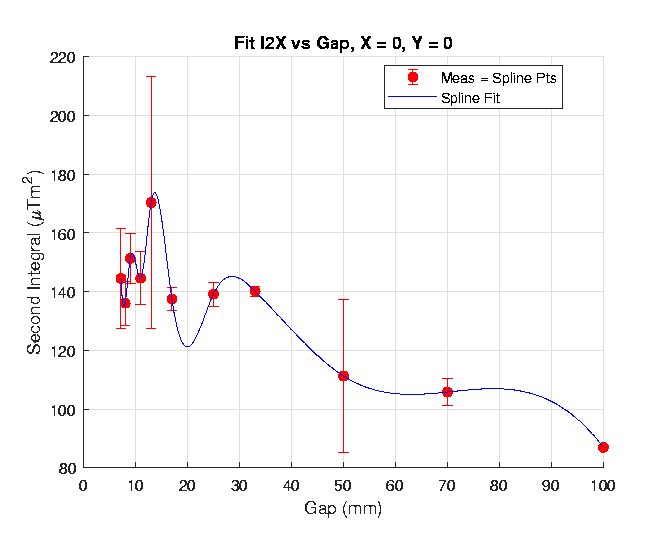 Fit I2X vs Gap, X = 0, Y = 0
220
200
180
160
140
120
100
80
Second Integral (μTm²)
Meas = Spline Pts
Spline Fit
0 10 20 30 40 50 60 70 80 90 100
Gap (mm)